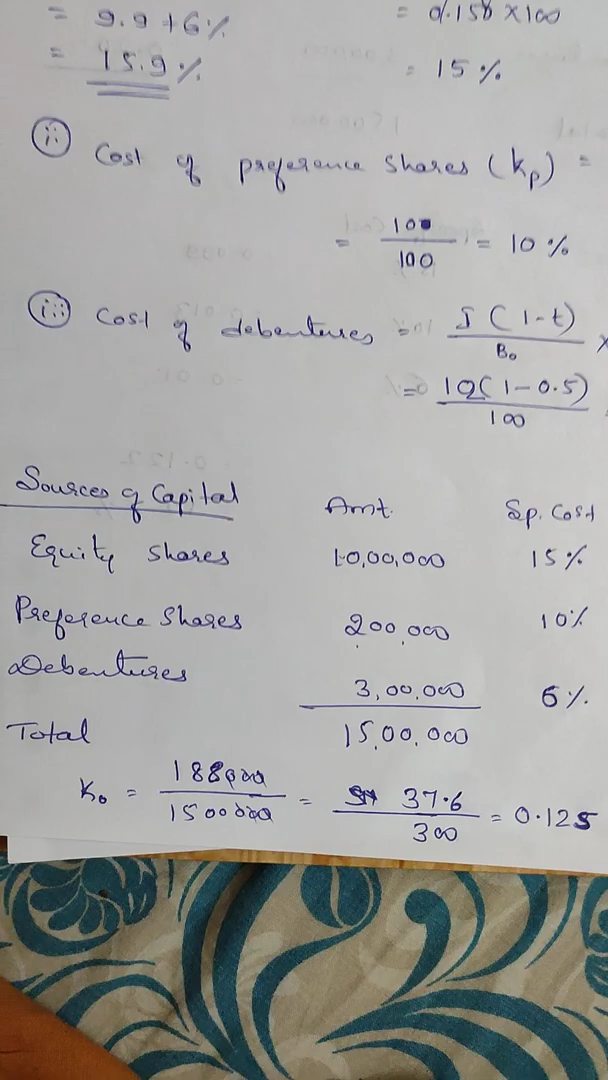 = 9.9 + 6%
= 0.158 × 100
= 15.9%
= 15%
ii) Cost of preference shares (Kp) =
= 100/100 = 10%
iii) Cost of debentures = I(1-t)/B₀ ×
= 12(1-0.5)/100
Sources of Capital Amt. Sp. Cost
Equity shares 10,00,000 15%
Preference Shares 200,000 10%
Debentures 3,00,000 6%
Total 15,00,000
K₀ = 188000/1500000 = 37.6/300 = 0.125